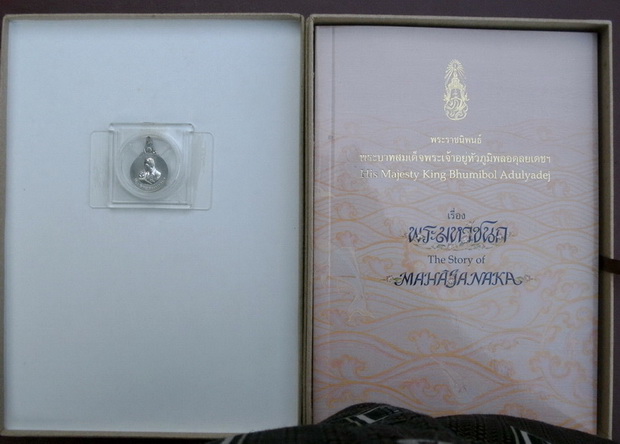 พระราชนิพนธ์
พระบาทสมเด็จพระเจ้าอยู่หัวภูมิพลอดุลยเดชฯ
His Majesty King Bhumibol Adulyadej
เรื่อง
พระมหาชนก
The Story of
MAHAJANAKA